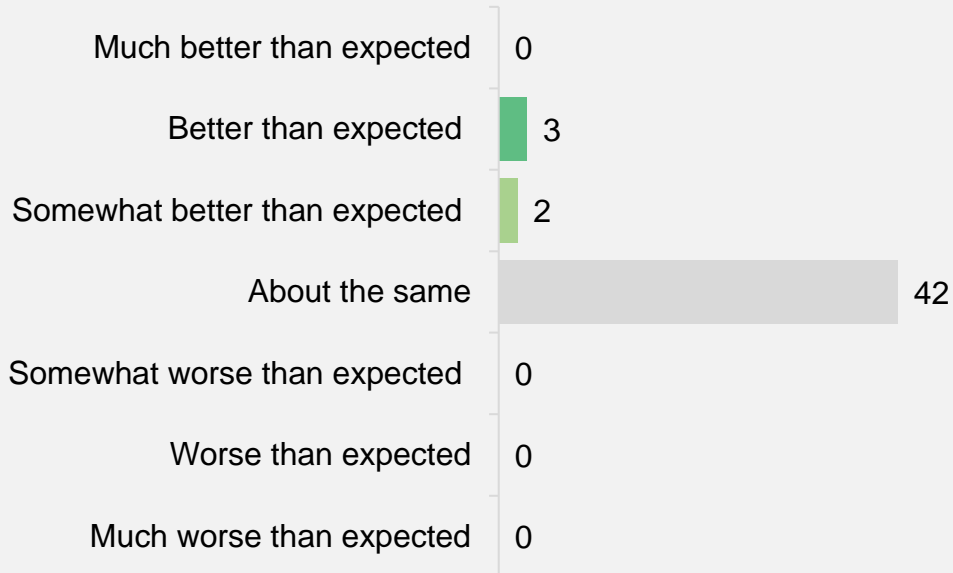 Much better than expected 0
Better than expected 3
Somewhat better than expected 2
About the same 42
Somewhat worse than expected 0
Worse than expected 0
Much worse than expected 0